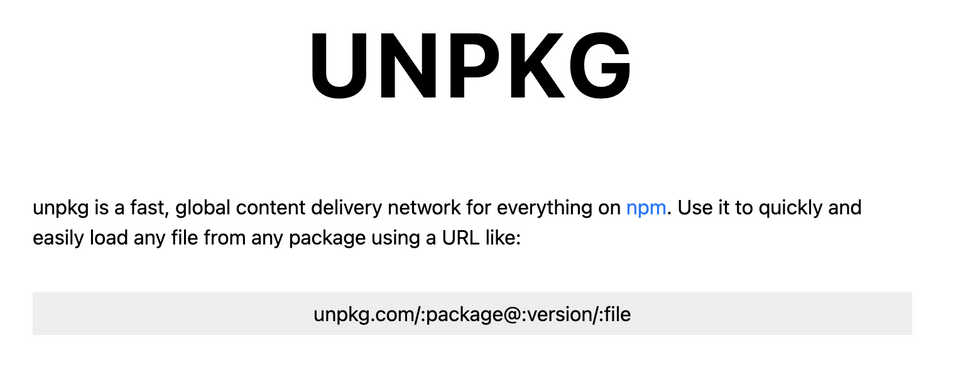 UNPKG
unpkg is a fast, global content delivery network for everything on npm. Use it to quickly and
easily load any file from any package using a URL like:
unpkg.com/:package@:version/:file